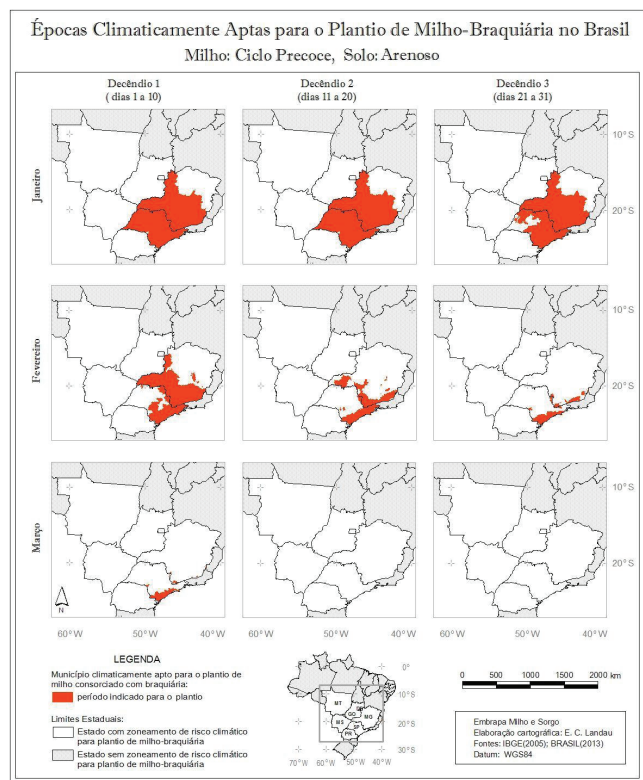 Épocas Climaticamente Aptas para o Plantio de Milho-Braquiária no Brasil
Milho: Ciclo Precoce, Solo: Arenoso
Decêndio 1
( dias 1 a 10)
Decêndio 2
(dias 11 a 20)
Decêndio 3
(dias 21 a 31)
Janeiro
10°S
20°S
Fevereiro
10°S
20°S
Março
10°S
20°S
N
60°W 50°W 40°W 60°W 50°W 40°W 60°W 50°W 40°W
LEGENDA
Município climaticamente apto para o plantio de
milho consorciado com braquiária:
período indicado para o plantio
Limites Estaduais:
Estado com zoneamento de risco climático
para plantio de milho-braquiária
Estado sem zoneamento de risco climático
para plantio de milho-braquiária
0°
10°S
20°S
30°S
MT
GO
MG
MS
SP
PR
70°W 60°W 50°W 40°W
0 500 1000 1500 2000 km
Embrapa Milho e Sorgo
Elaboração cartográfica: E. C. Landau
Fontes: IBGE(2005); BRASIL(2013)
Datum: WGS84